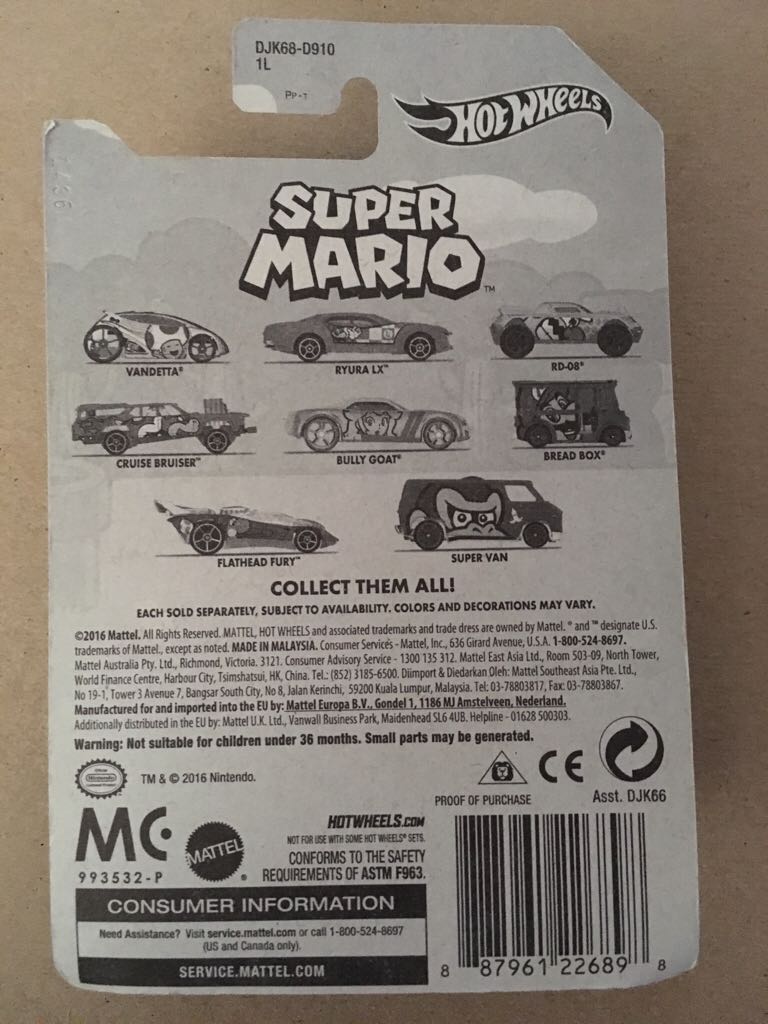 DJK68-D910
1L
PP-T
HOT WHEELS
SUPER
MARIO™
VANDETTA®
RYURA LX™
RD-08®
CRUISE BRUISER™
BULLY GOAT®
BREAD BOX®
FLATHEAD FURY™
SUPER VAN
COLLECT THEM ALL!
EACH SOLD SEPARATELY, SUBJECT TO AVAILABILITY. COLORS AND DECORATIONS MAY VARY.
©2016 Mattel. All Rights Reserved. MATTEL, HOT WHEELS and associated trademarks and trade dress are owned by Mattel. ® and ™ designate U.S.
trademarks of Mattel, except as noted. MADE IN MALAYSIA. Consumer Services - Mattel, Inc., 636 Girard Avenue, U.S.A. 1-800-524-8697.
Mattel Australia Pty. Ltd., Richmond, Victoria. 3121. Consumer Advisory Service - 1300 135 312. Mattel East Asia Ltd., Room 503-09, North Tower,
World Finance Centre, Harbour City, Tsimshatsui, HK, China. Tel.: (852) 3185-6500. Diimport & Diedarkan Oleh: Mattel Southeast Asia Pte. Ltd.,
No 19-1, Tower 3 Avenue 7, Bangsar South City, No 8, Jalan Kerinchi, 59200 Kuala Lumpur, Malaysia. Tel: 03-78803817, Fax: 03-78803867.
Manufactured for and imported into the EU by: Mattel Europa B.V., Gondel 1, 1186 MJ Amstelveen, Nederland.
Additionally distributed in the EU by: Mattel U.K. Ltd., Vanwall Business Park, Maidenhead SL6 4UB. Helpline - 01628 500303.
Warning: Not suitable for children under 36 months. Small parts may be generated.
Official
Nintendo
Licensed Product
TM & © 2016 Nintendo.
CE
PROOF OF PURCHASE
Asst. DJK66
MC
993532-P
MATTEL®
HOTWHEELS.COM
NOT FOR USE WITH SOME HOT WHEELS® SETS.
CONFORMS TO THE SAFETY
REQUIREMENTS OF ASTM F963.
CONSUMER INFORMATION
Need Assistance? Visit service.mattel.com or call 1-800-524-8697
(US and Canada only).
SERVICE.MATTEL.COM
8 87961 22689 8